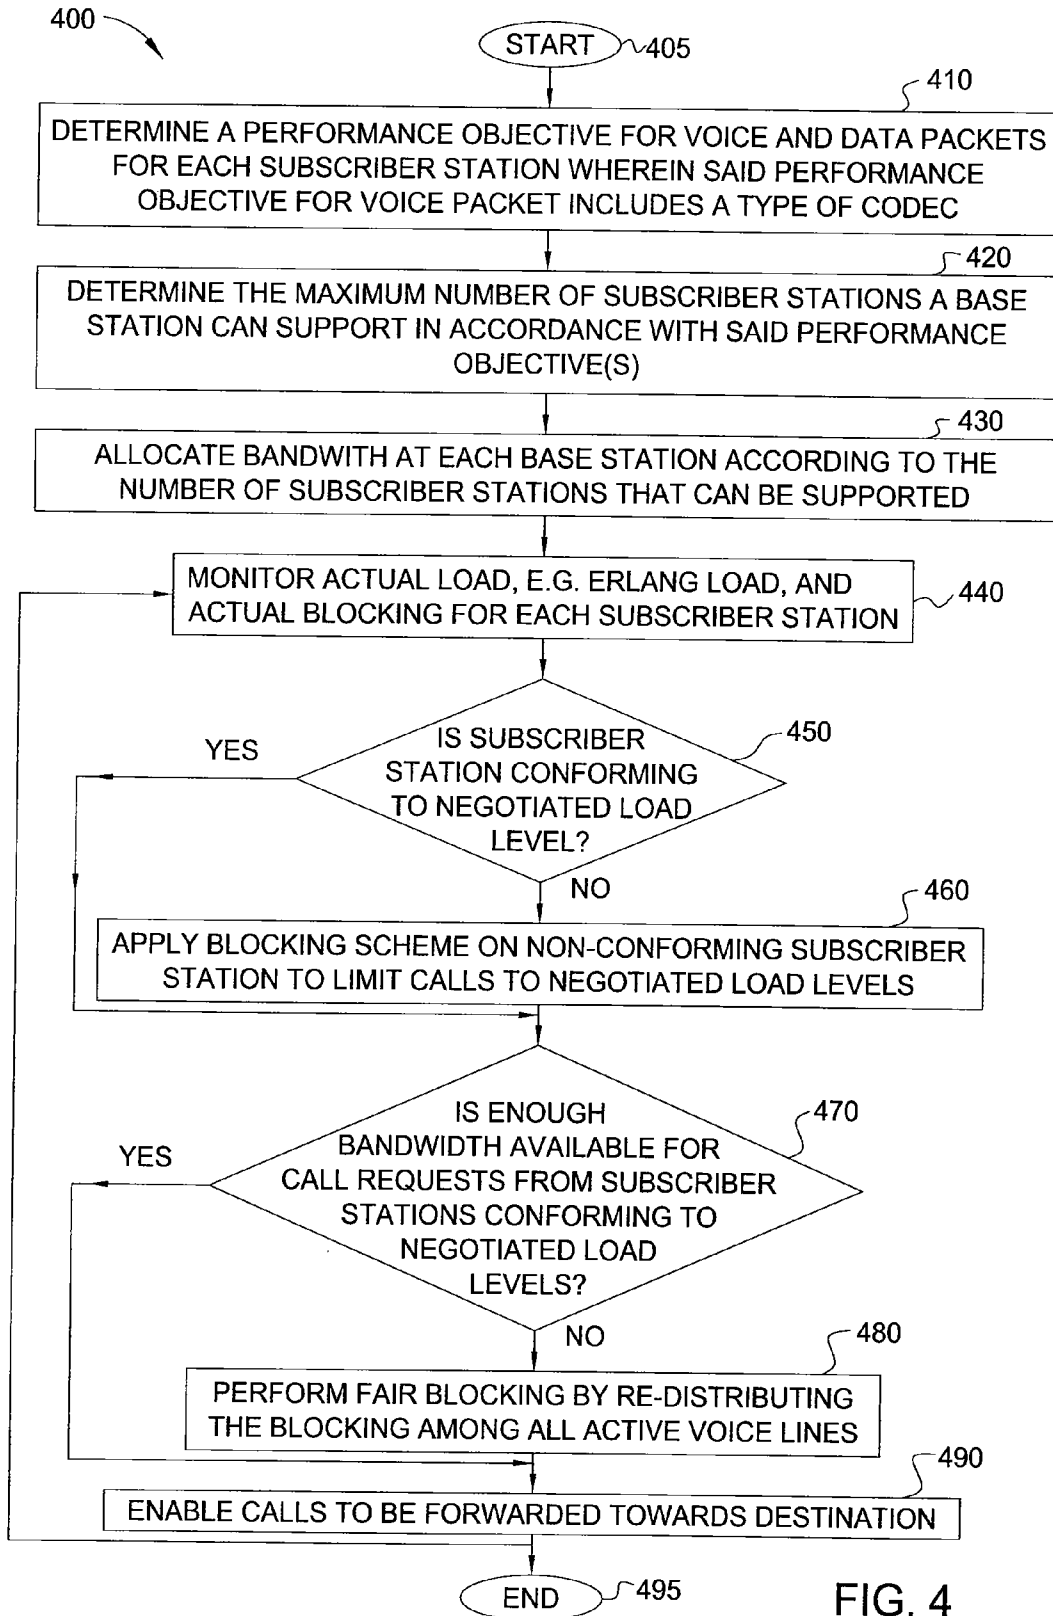 400
START
405
410
DETERMINE A PERFORMANCE OBJECTIVE FOR VOICE AND DATA PACKETS
FOR EACH SUBSCRIBER STATION WHEREIN SAID PERFORMANCE
OBJECTIVE FOR VOICE PACKET INCLUDES A TYPE OF CODEC
420
DETERMINE THE MAXIMUM NUMBER OF SUBSCRIBER STATIONS A BASE
STATION CAN SUPPORT IN ACCORDANCE WITH SAID PERFORMANCE
OBJECTIVE(S)
430
ALLOCATE BANDWITH AT EACH BASE STATION ACCORDING TO THE
NUMBER OF SUBSCRIBER STATIONS THAT CAN BE SUPPORTED
MONITOR ACTUAL LOAD, E.G. ERLANG LOAD, AND
ACTUAL BLOCKING FOR EACH SUBSCRIBER STATION
440
YES
IS SUBSCRIBER
STATION CONFORMING
TO NEGOTIATED LOAD
LEVEL?
450
NO
460
APPLY BLOCKING SCHEME ON NON-CONFORMING SUBSCRIBER
STATION TO LIMIT CALLS TO NEGOTIATED LOAD LEVELS
YES
IS ENOUGH
BANDWIDTH AVAILABLE FOR
CALL REQUESTS FROM SUBSCRIBER
STATIONS CONFORMING TO
NEGOTIATED LOAD
LEVELS?
470
NO
480
PERFORM FAIR BLOCKING BY RE-DISTRIBUTING
THE BLOCKING AMONG ALL ACTIVE VOICE LINES
490
ENABLE CALLS TO BE FORWARDED TOWARDS DESTINATION
END
495
FIG. 4